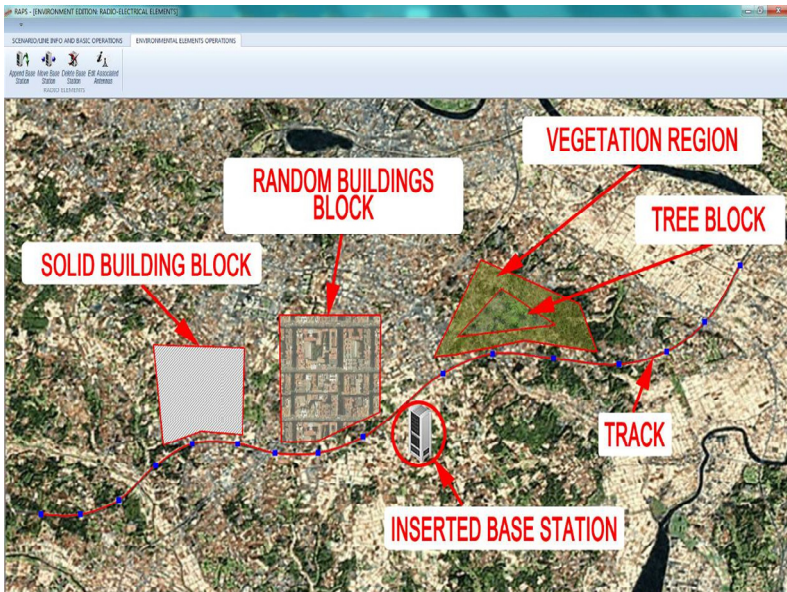 RAPS - [ENVIRONMENT EDITION: RADIO-ELECTRICAL ELEMENTS]
SCENARIO/LINE INFO AND BASIC OPERATIONS
ENVIRONMENTAL ELEMENTS OPERATIONS
Append Base Station
Move Base Station
Delete Base Station
Edit Associated Antennas
RADIO ELEMENTS
VEGETATION REGION
RANDOM BUILDINGS
BLOCK
TREE BLOCK
SOLID BUILDING BLOCK
TRACK
INSERTED BASE STATION